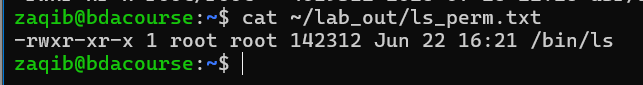 zaqib@bdacourse:~$ cat ~/lab_out/ls_perm.txt
-rwxr-xr-x 1 root root 142312 Jun 22 16:21 /bin/ls
zaqib@bdacourse:~$